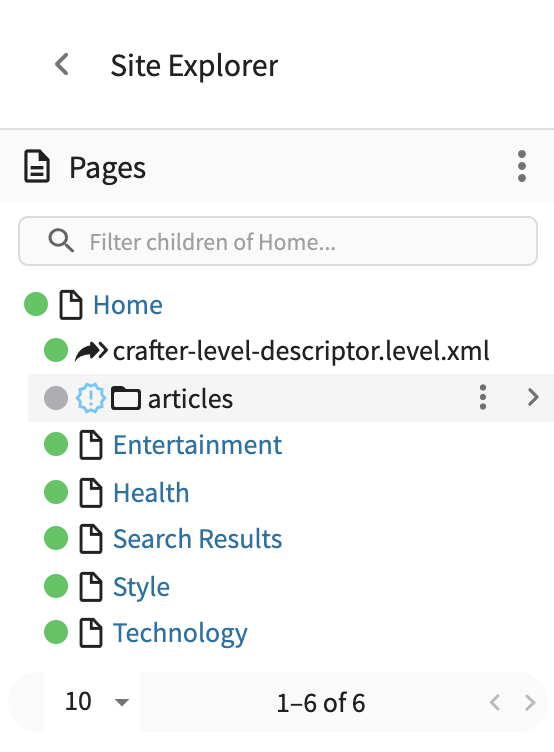 Site Explorer
Pages
Filter children of Home...
Home
crafter-level-descriptor.level.xml
articles
Entertainment
Health
Search Results
Style
Technology
10 1–6 of 6